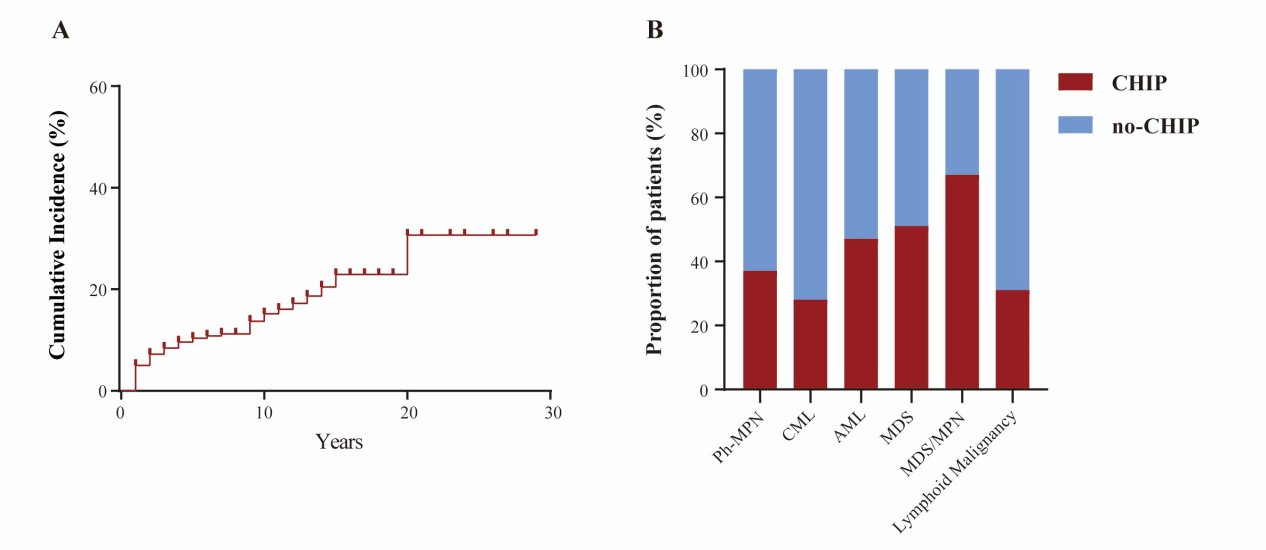 A
Cumulative Incidence (%)
60
40
20
0
0 10 20 30
Years
B
Proportion of patients (%)
100
80
60
40
20
0
Ph-MPN
CML
AML
MDS
MDS/MPN
Lymphoid Malignancy
CHIP
no-CHIP